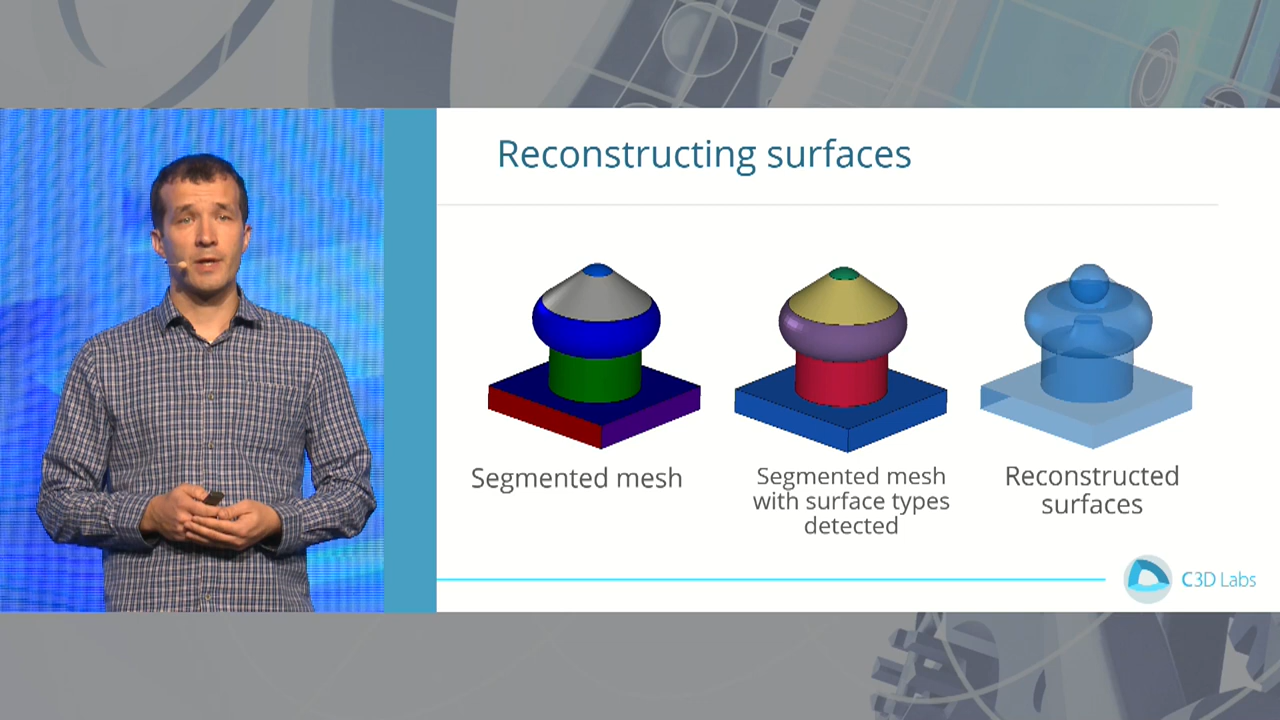 Reconstructing surfaces
Segmented mesh
Segmented mesh
with surface types
detected
Reconstructed
surfaces
C3D Labs